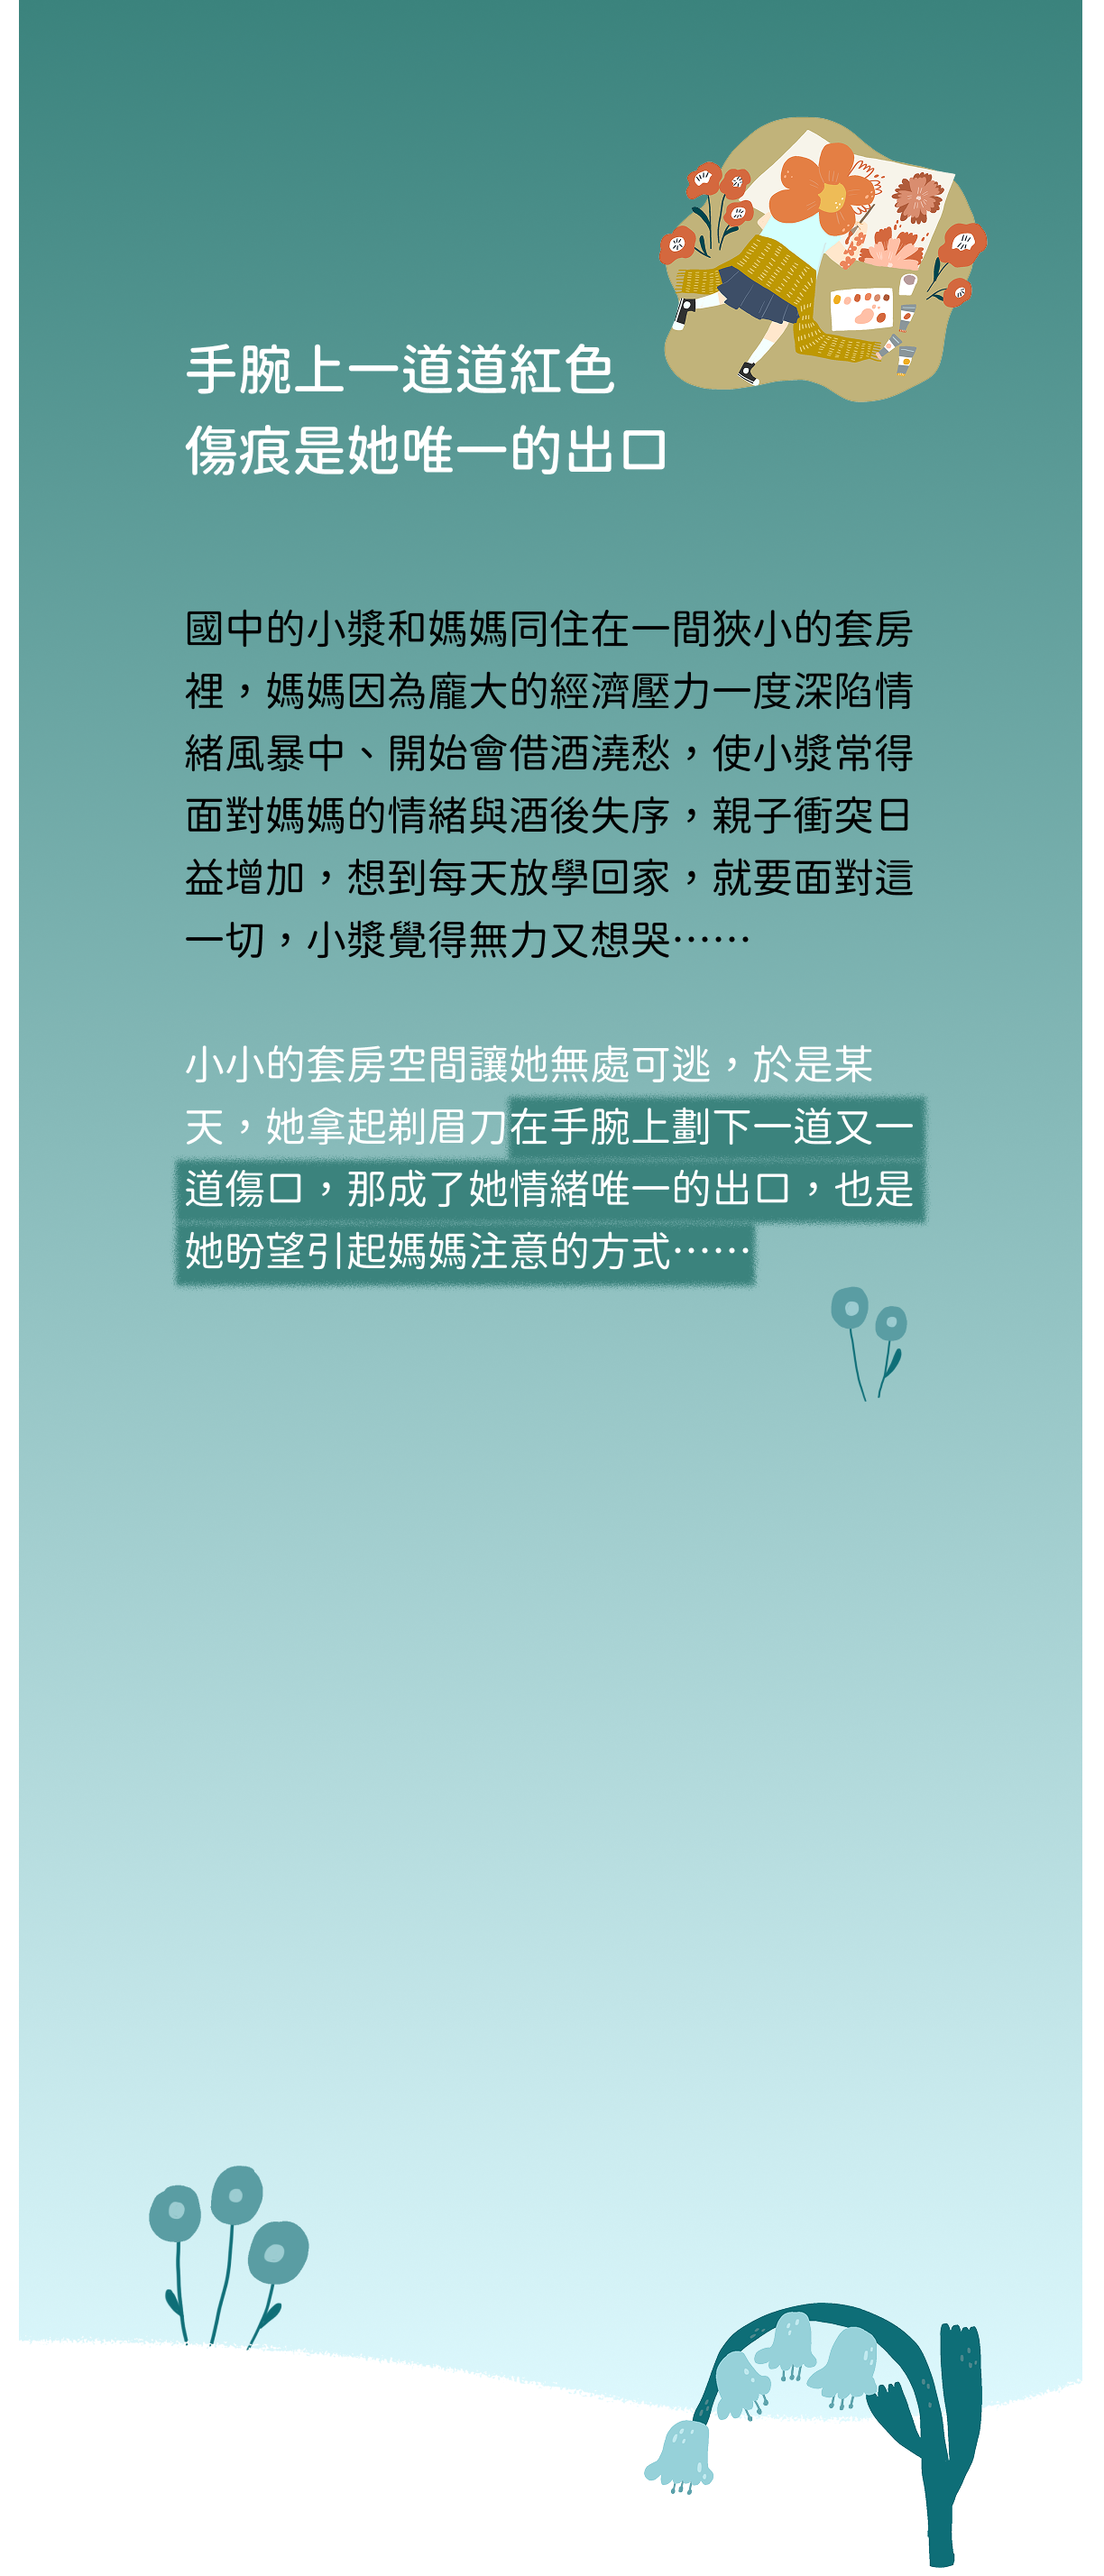 手腕上一道道紅色
傷痕是她唯一的出口
國中的小漿和媽媽同住在一間狹小的套房
裡，媽媽因為龐大的經濟壓力一度深陷情
緒風暴中、開始會借酒澆愁，使小漿常得
面對媽媽的情緒與酒後失序，親子衝突日
益增加，想到每天放學回家，就要面對這
一切，小漿覺得無力又想哭⋯⋯
小小的套房空間讓她無處可逃，於是某
天，她拿起剃眉刀在手腕上劃下一道又一
道傷口，那成了她情緒唯一的出口，也是
她盼望引起媽媽注意的方式⋯⋯